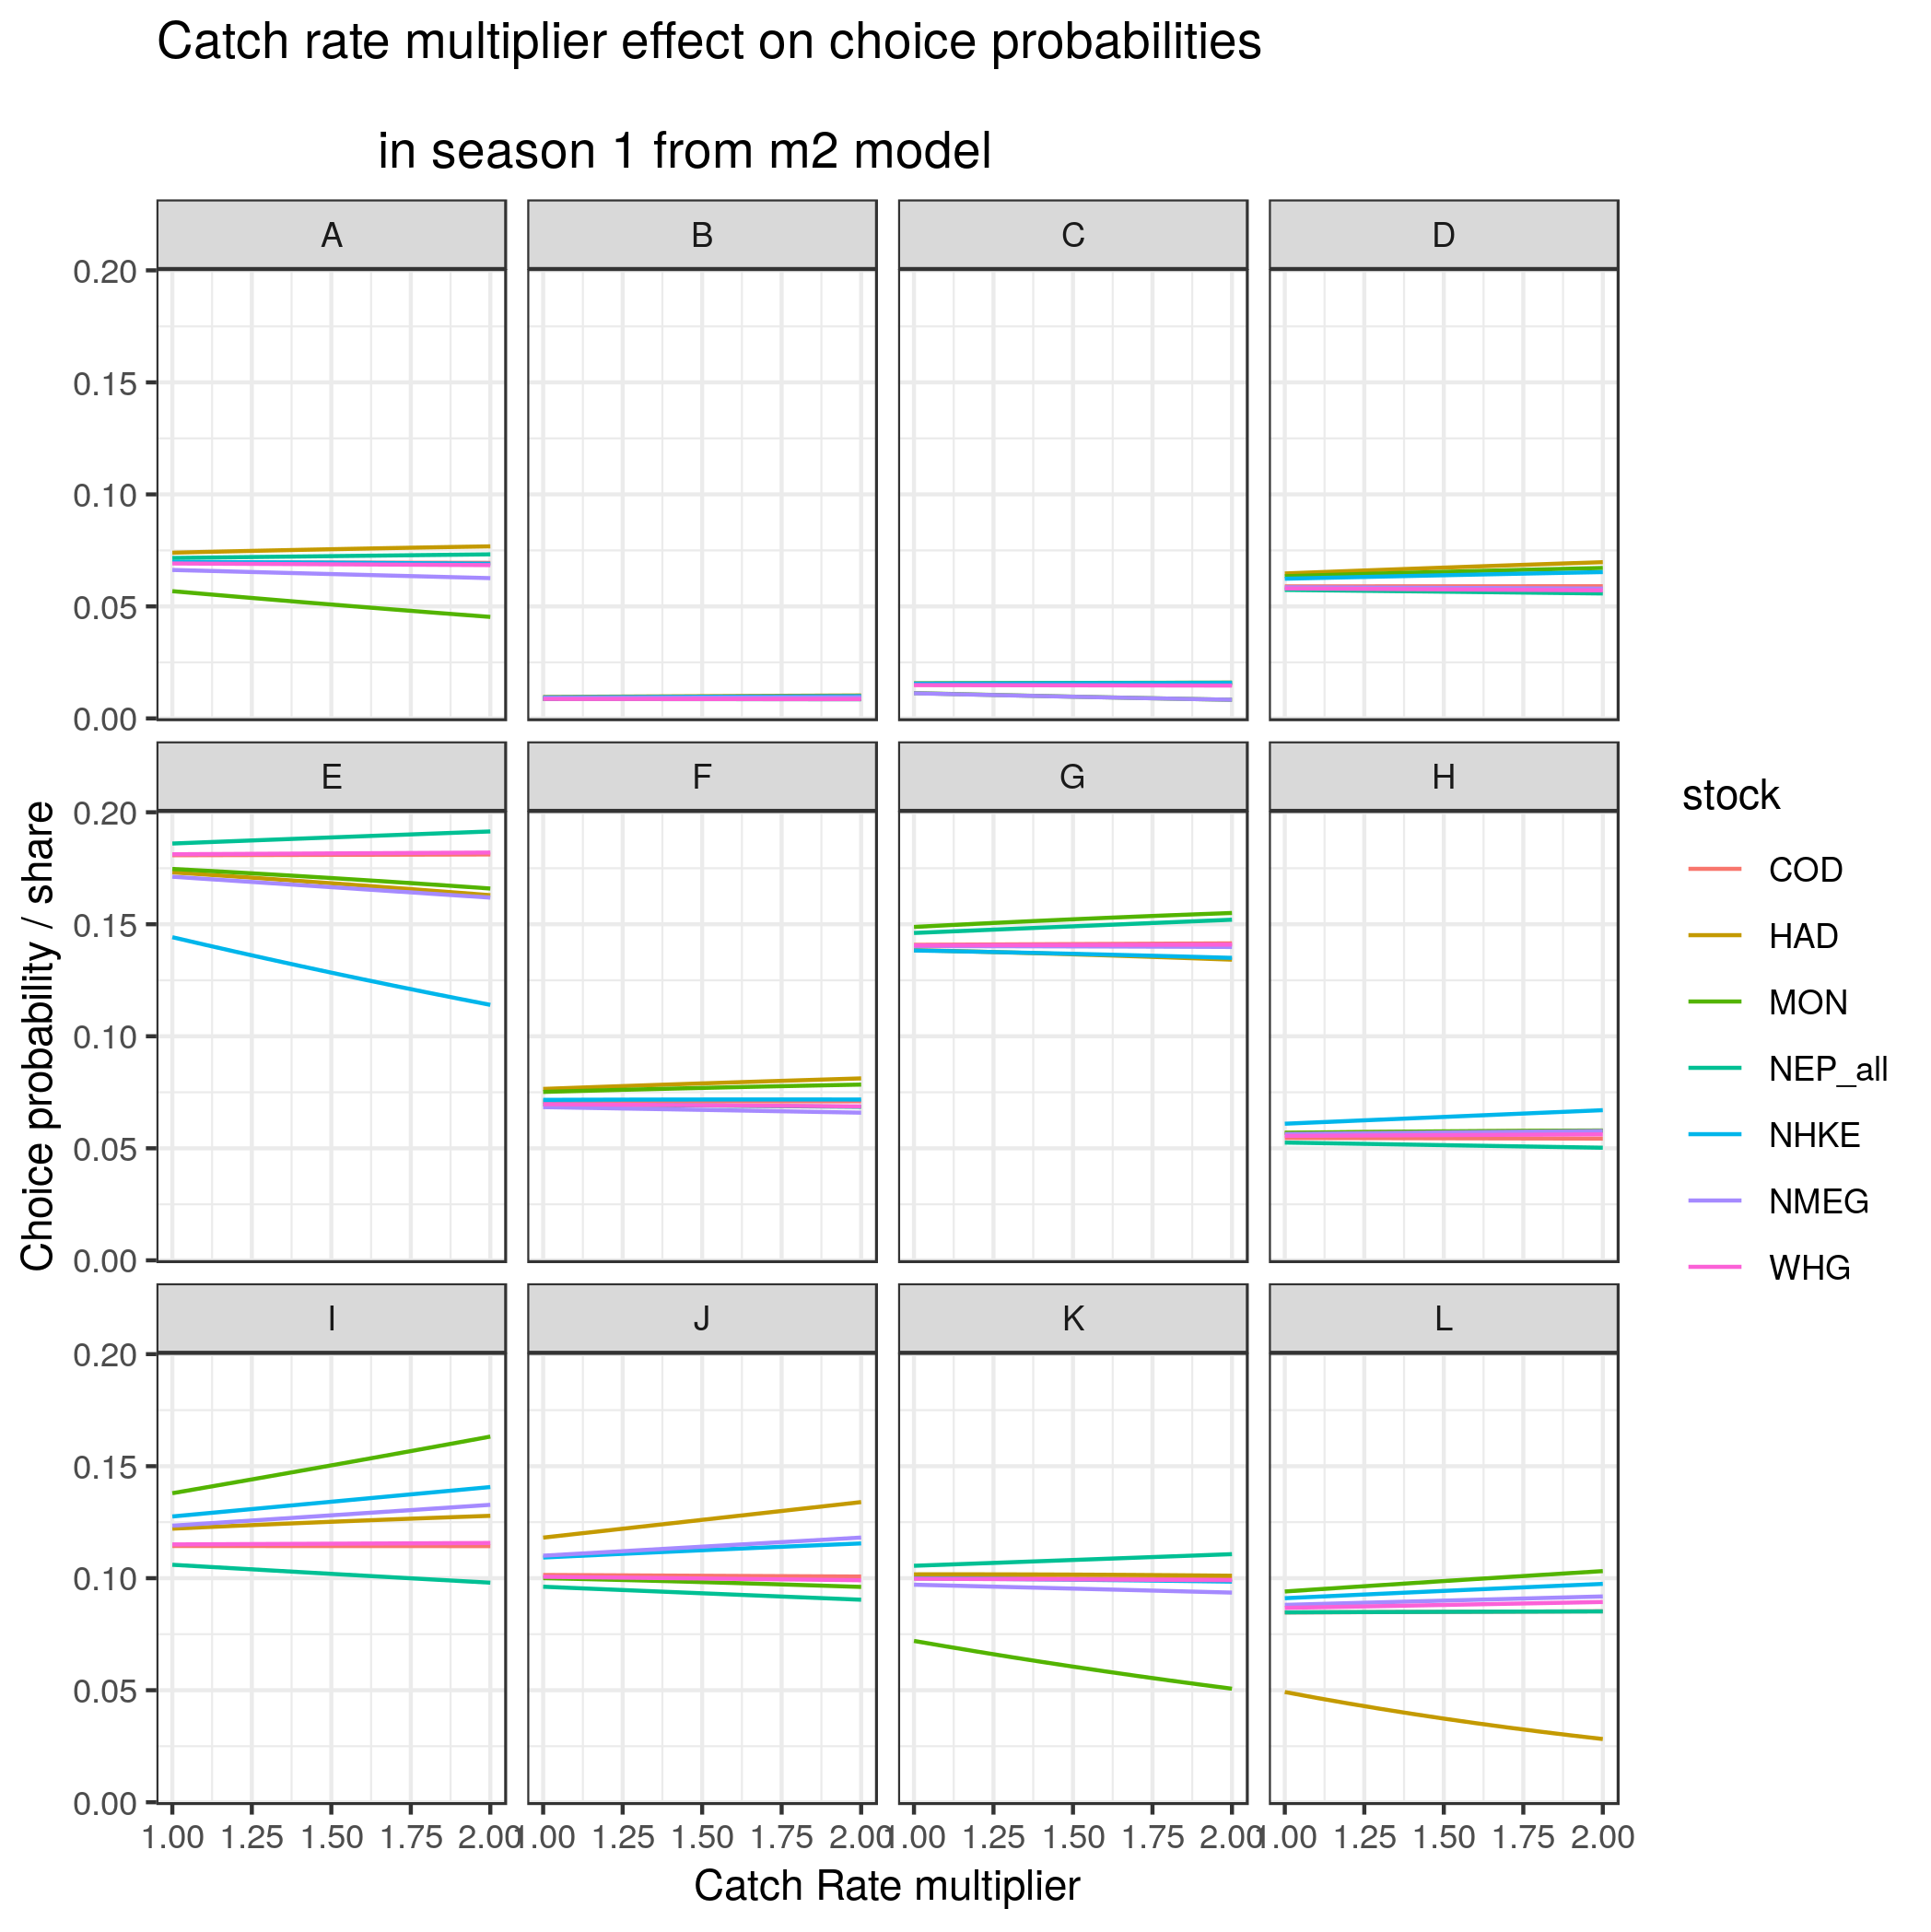 Catch rate multiplier effect on choice probabilities
in season 1 from m2 model
A B C D
0.20
0.15
0.10
0.05
0.00
E F G H
0.20
0.15
0.10
0.05
0.00
I J K L
0.20
0.15
0.10
0.05
0.00
1.00 1.25 1.50 1.75 2.00 1.00 1.25 1.50 1.75 2.00 1.00 1.25 1.50 1.75 2.00 1.00 1.25 1.50 1.75 2.00
Catch Rate multiplier
Choice probability / share
stock
COD
HAD
MON
NEP_all
NHKE
NMEG
WHG